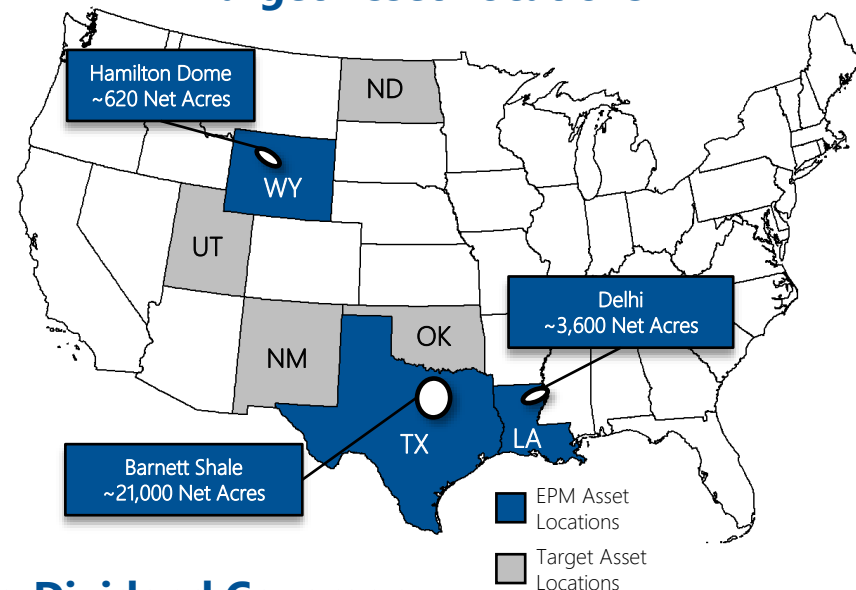 Hamilton Dome
~620 Net Acres
ND
WY
UT
Delhi
~3,600 Net Acres
OK
NM
TX
LA
Barnett Shale
~21,000 Net Acres
EPM Asset
Locations
Target Asset
Locations